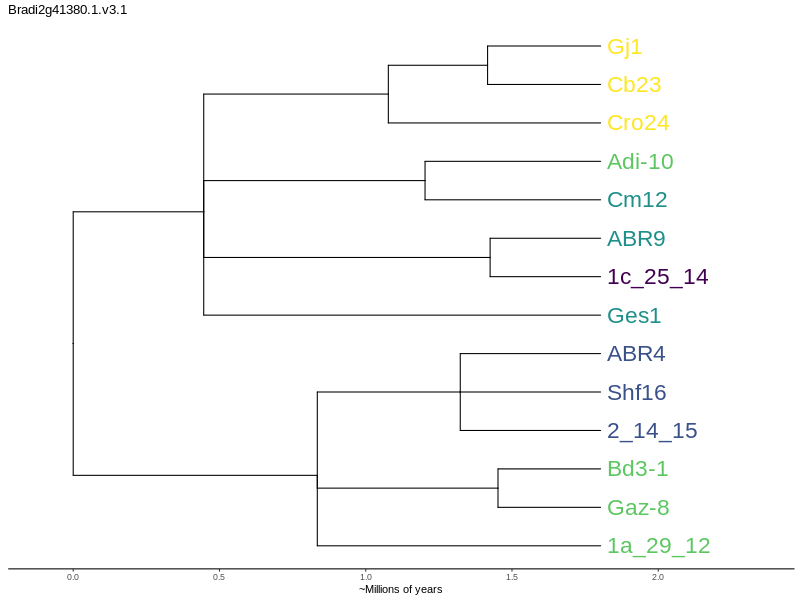 Bradi2g41380.1.v3.1
Gj1
Cb23
Cro24
Adi-10
Cm12
ABR9
1c_25_14
Ges1
ABR4
Shf16
2_14_15
Bd3-1
Gaz-8
1a_29_12
0.0 0.5 1.0 1.5 2.0
~Millions of years